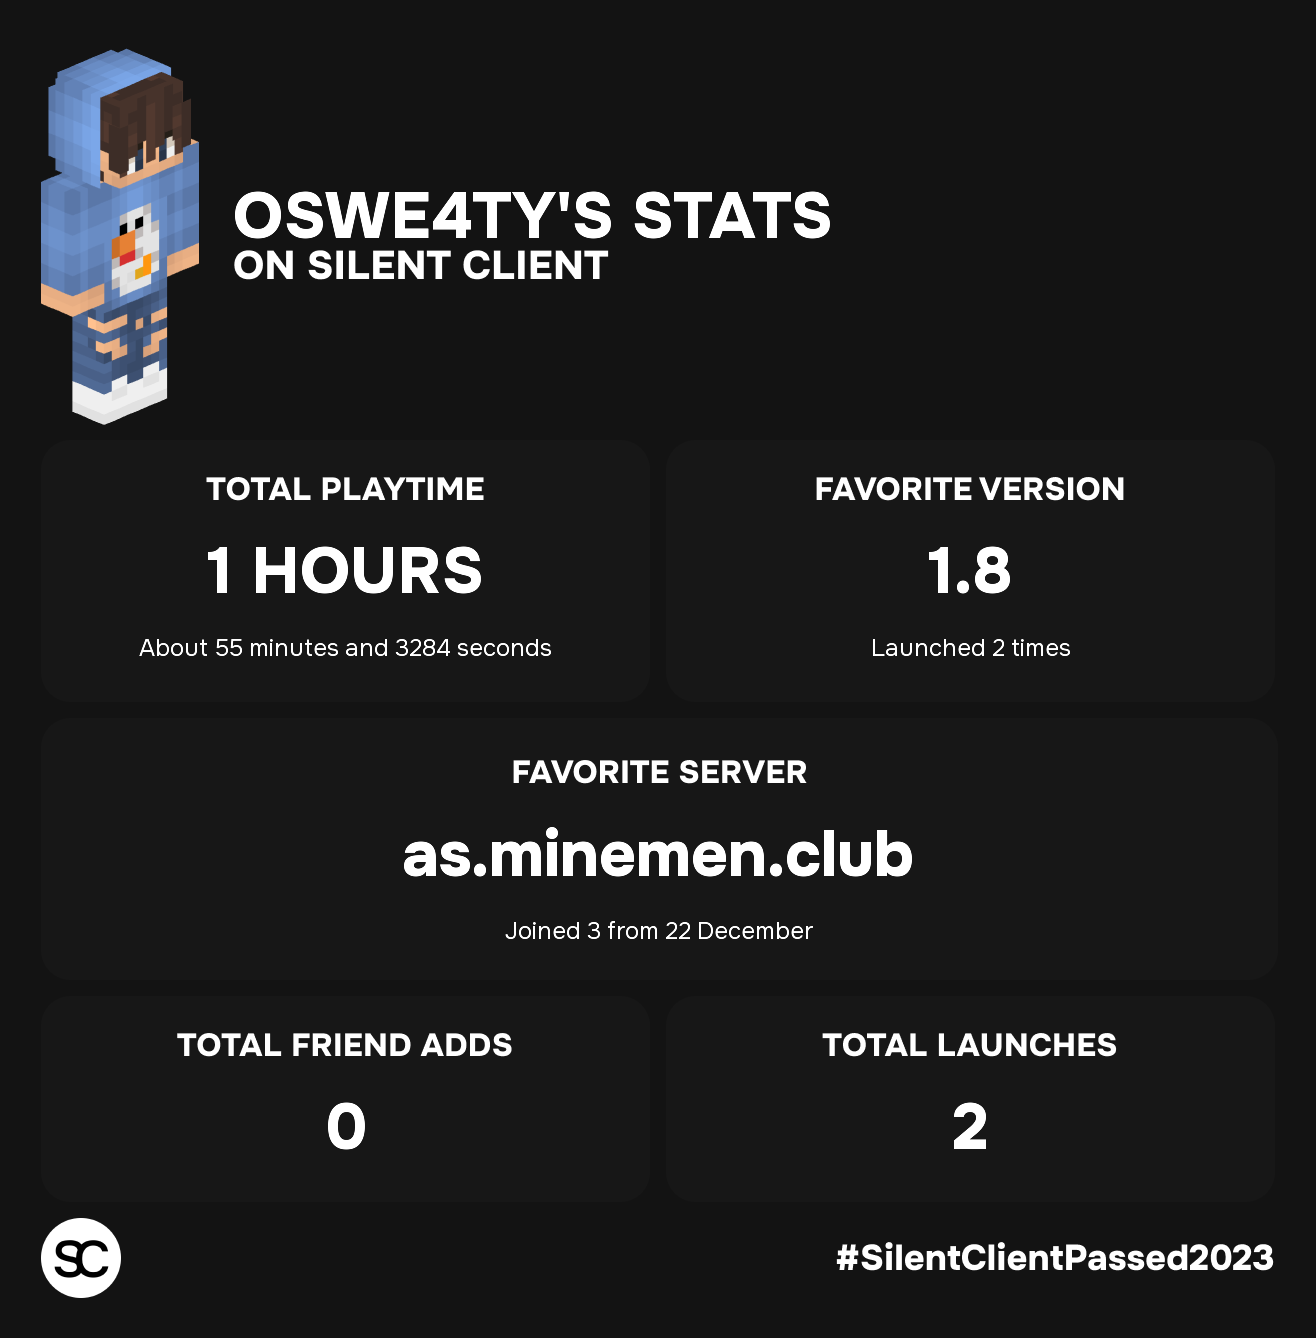 OSWE4TY'S STATS
ON SILENT CLIENT
TOTAL PLAYTIME
1 HOURS
About 55 minutes and 3284 seconds
FAVORITE VERSION
1.8
Launched 2 times
FAVORITE SERVER
as.minemen.club
Joined 3 from 22 December
TOTAL FRIEND ADDS
0
TOTAL LAUNCHES
2
SC
#SilentClientPassed2023